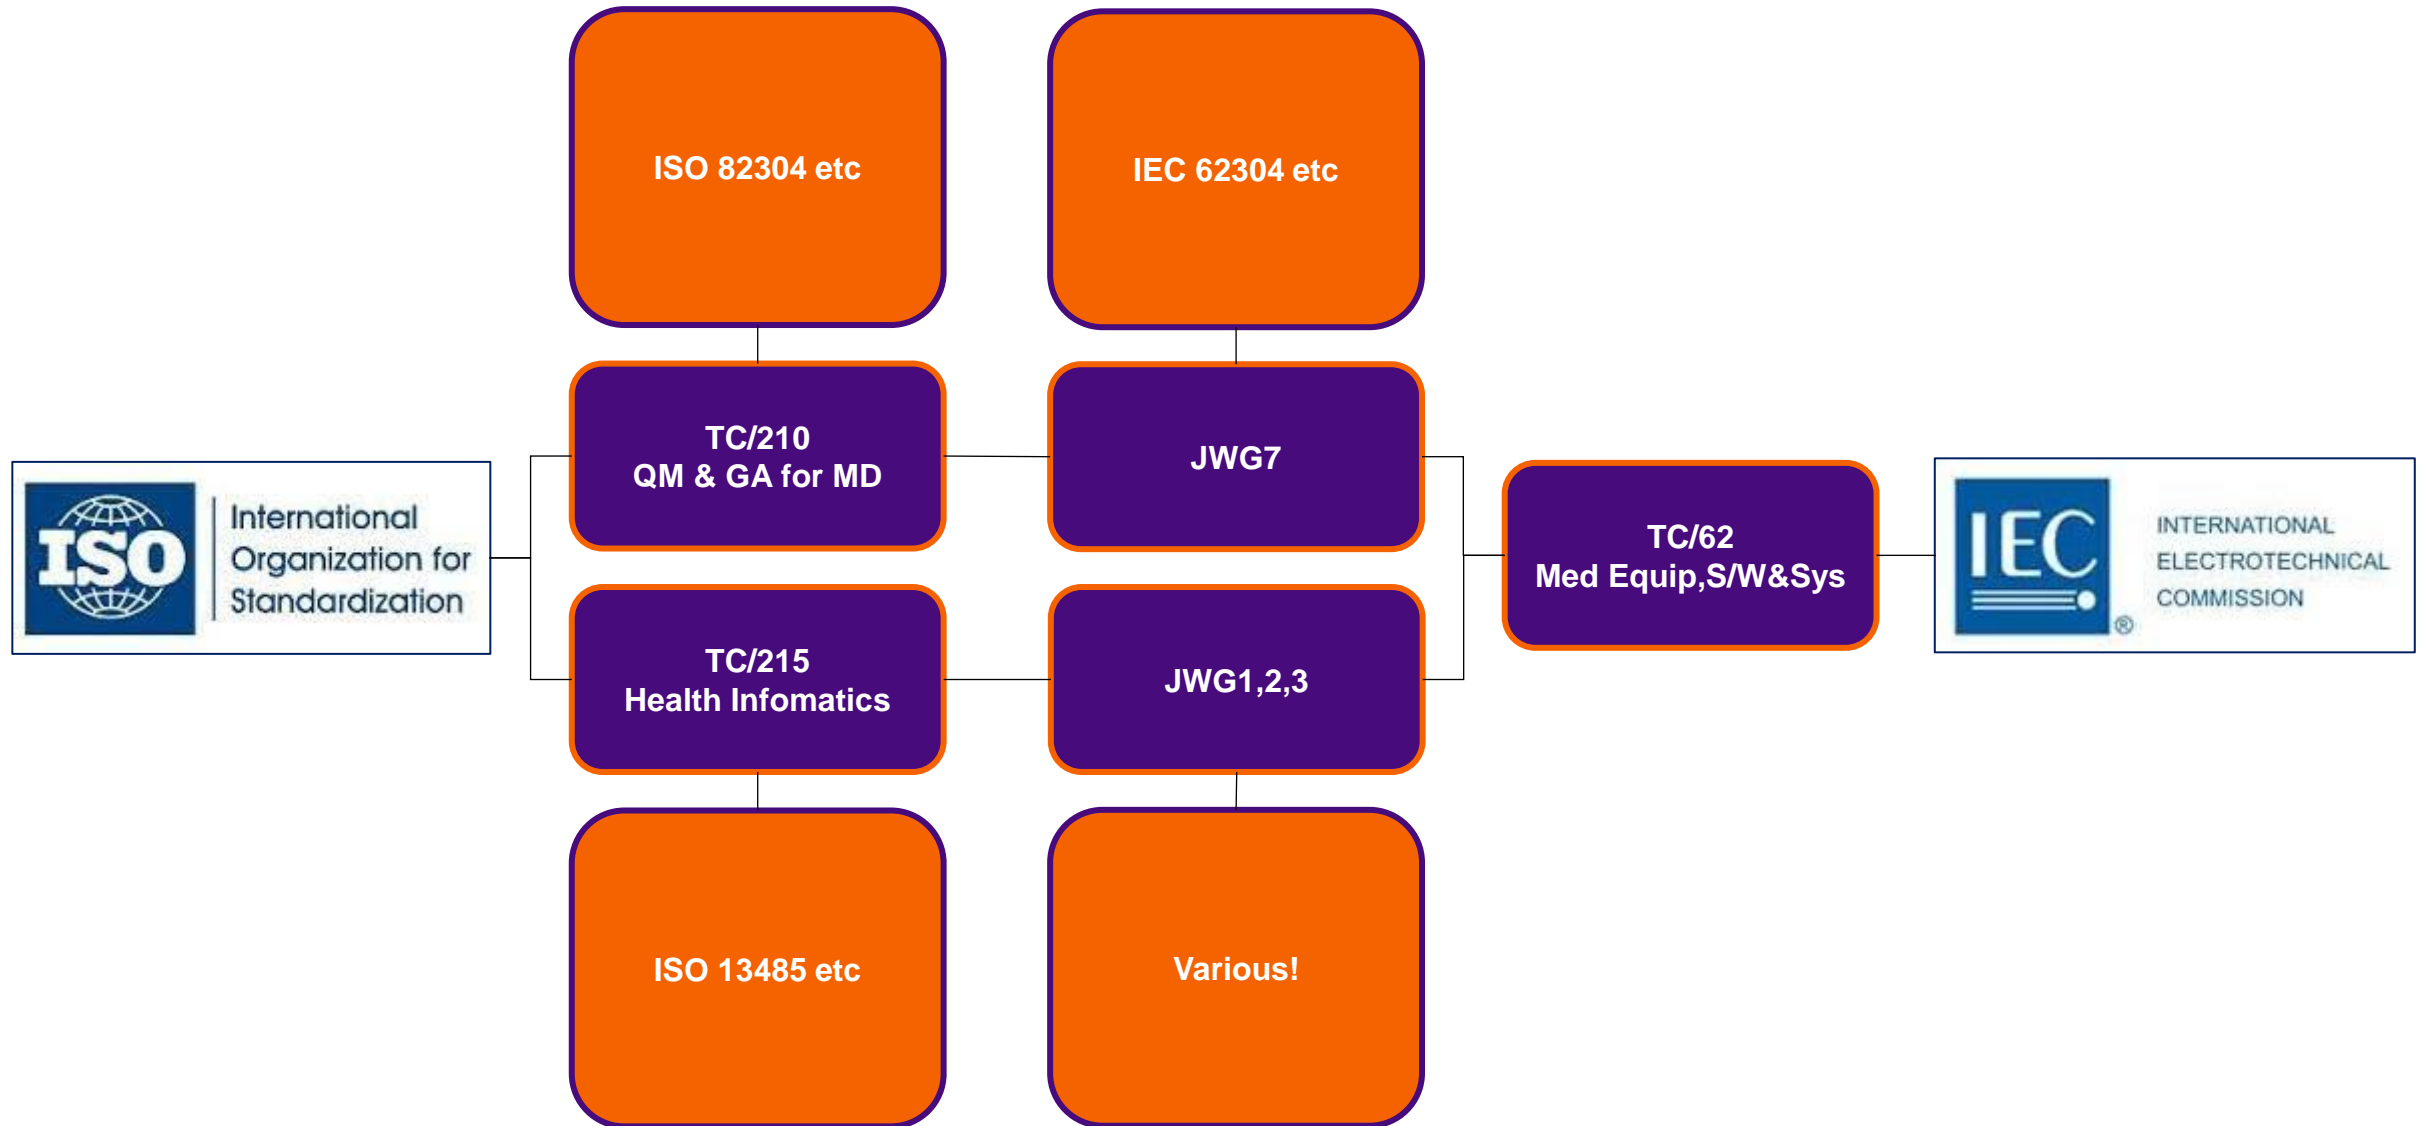 ISO 82304 etc
IEC 62304 etc
TC/210
QM & GA for MD
JWG7
ISO
International
Organization for
Standardization
TC/62
Med Equip,S/W&Sys
IEC
®
INTERNATIONAL
ELECTROTECHNICAL
COMMISSION
TC/215
Health Infomatics
JWG1,2,3
ISO 13485 etc
Various!